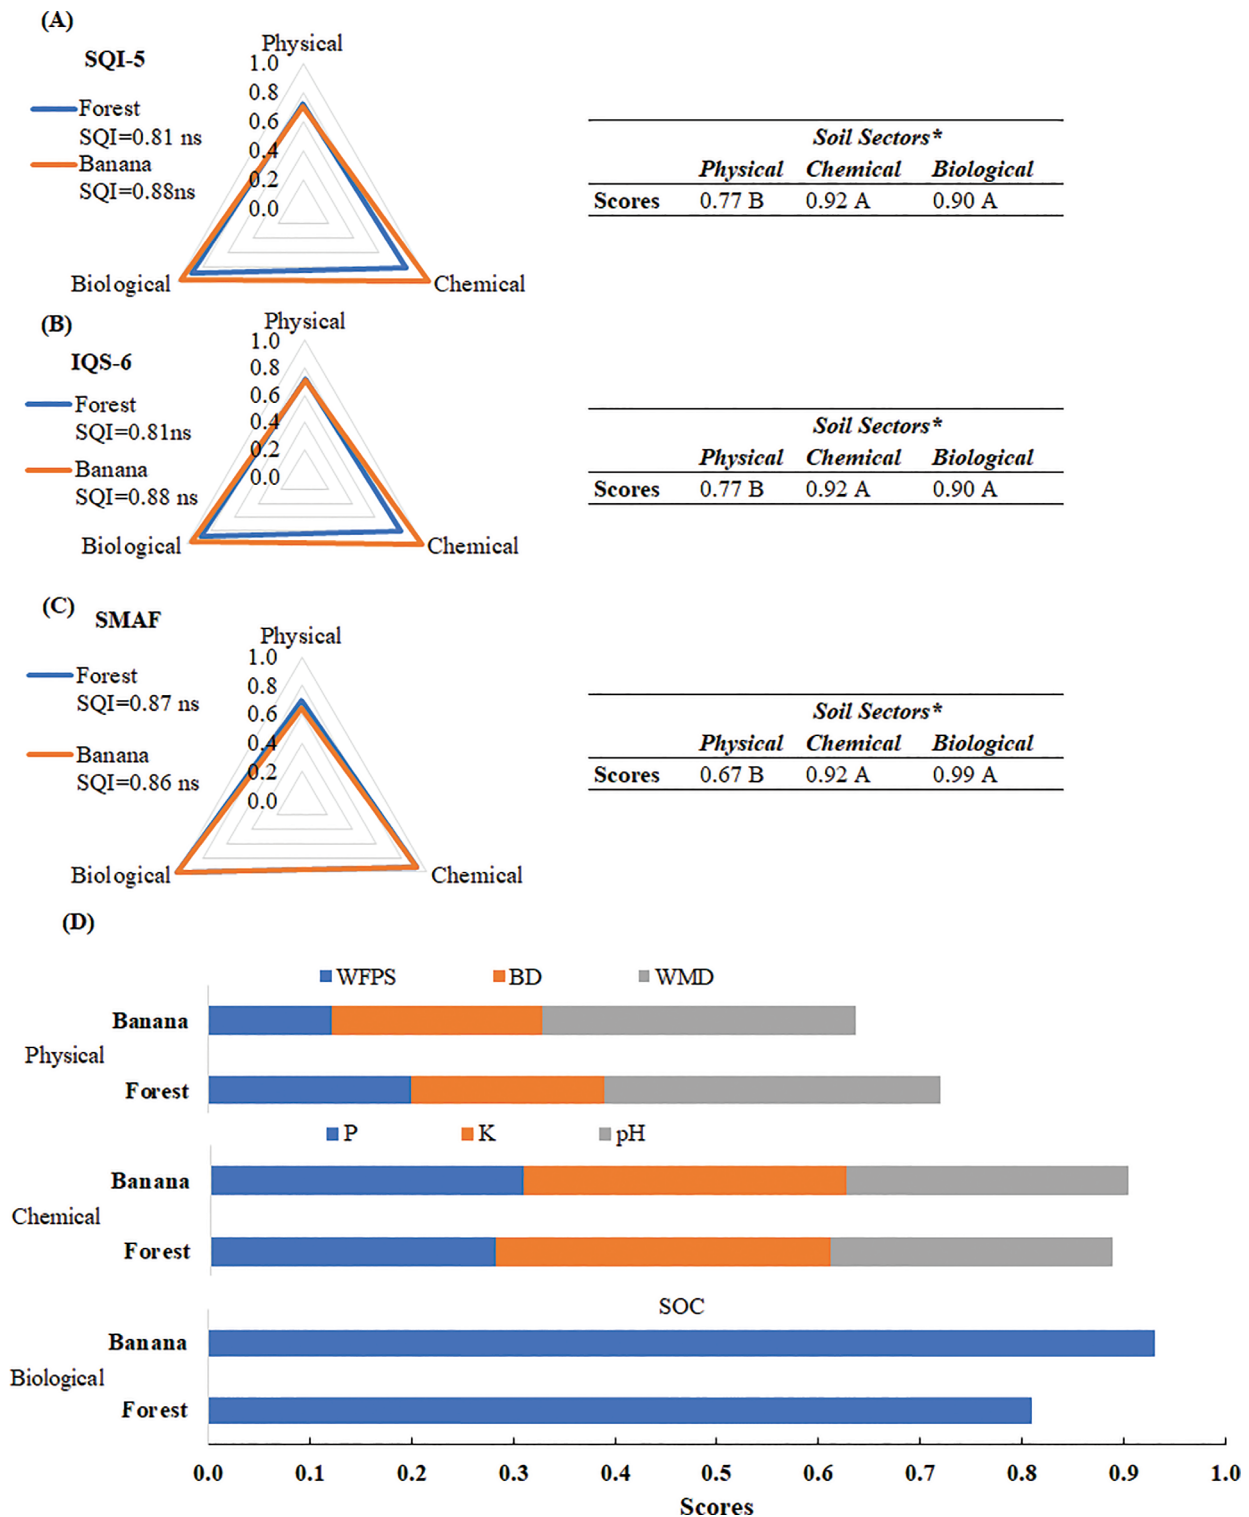 (A)
SQI-5
Physical
1.0
0.8
0.6
0.4
0.2
0.0
Forest
SQI=0.81 ns
Banana
SQI=0.88ns
Biological
Chemical
Soil Sectors*
Physical Chemical Biological
Scores 0.77 B 0.92 A 0.90 A
(B)
IQS-6
Physical
1.0
0.8
0.6
0.4
0.2
0.0
Forest
SQI=0.81ns
Banana
SQI=0.88 ns
Biological
Chemical
Soil Sectors*
Physical Chemical Biological
Scores 0.77 B 0.92 A 0.90 A
(C)
SMAF
Physical
1.0
0.8
0.6
0.4
0.2
0.0
Forest
SQI=0.87 ns
Banana
SQI=0.86 ns
Biological
Chemical
Soil Sectors*
Physical Chemical Biological
Scores 0.67 B 0.92 A 0.99 A
(D)
WFPS BD WMD
Banana
Physical
Forest
P K pH
Banana
Chemical
Forest
SOC
Banana
Biological
Forest
0.0 0.1 0.2 0.3 0.4 0.5 0.6 0.7 0.8 0.9 1.0
Scores